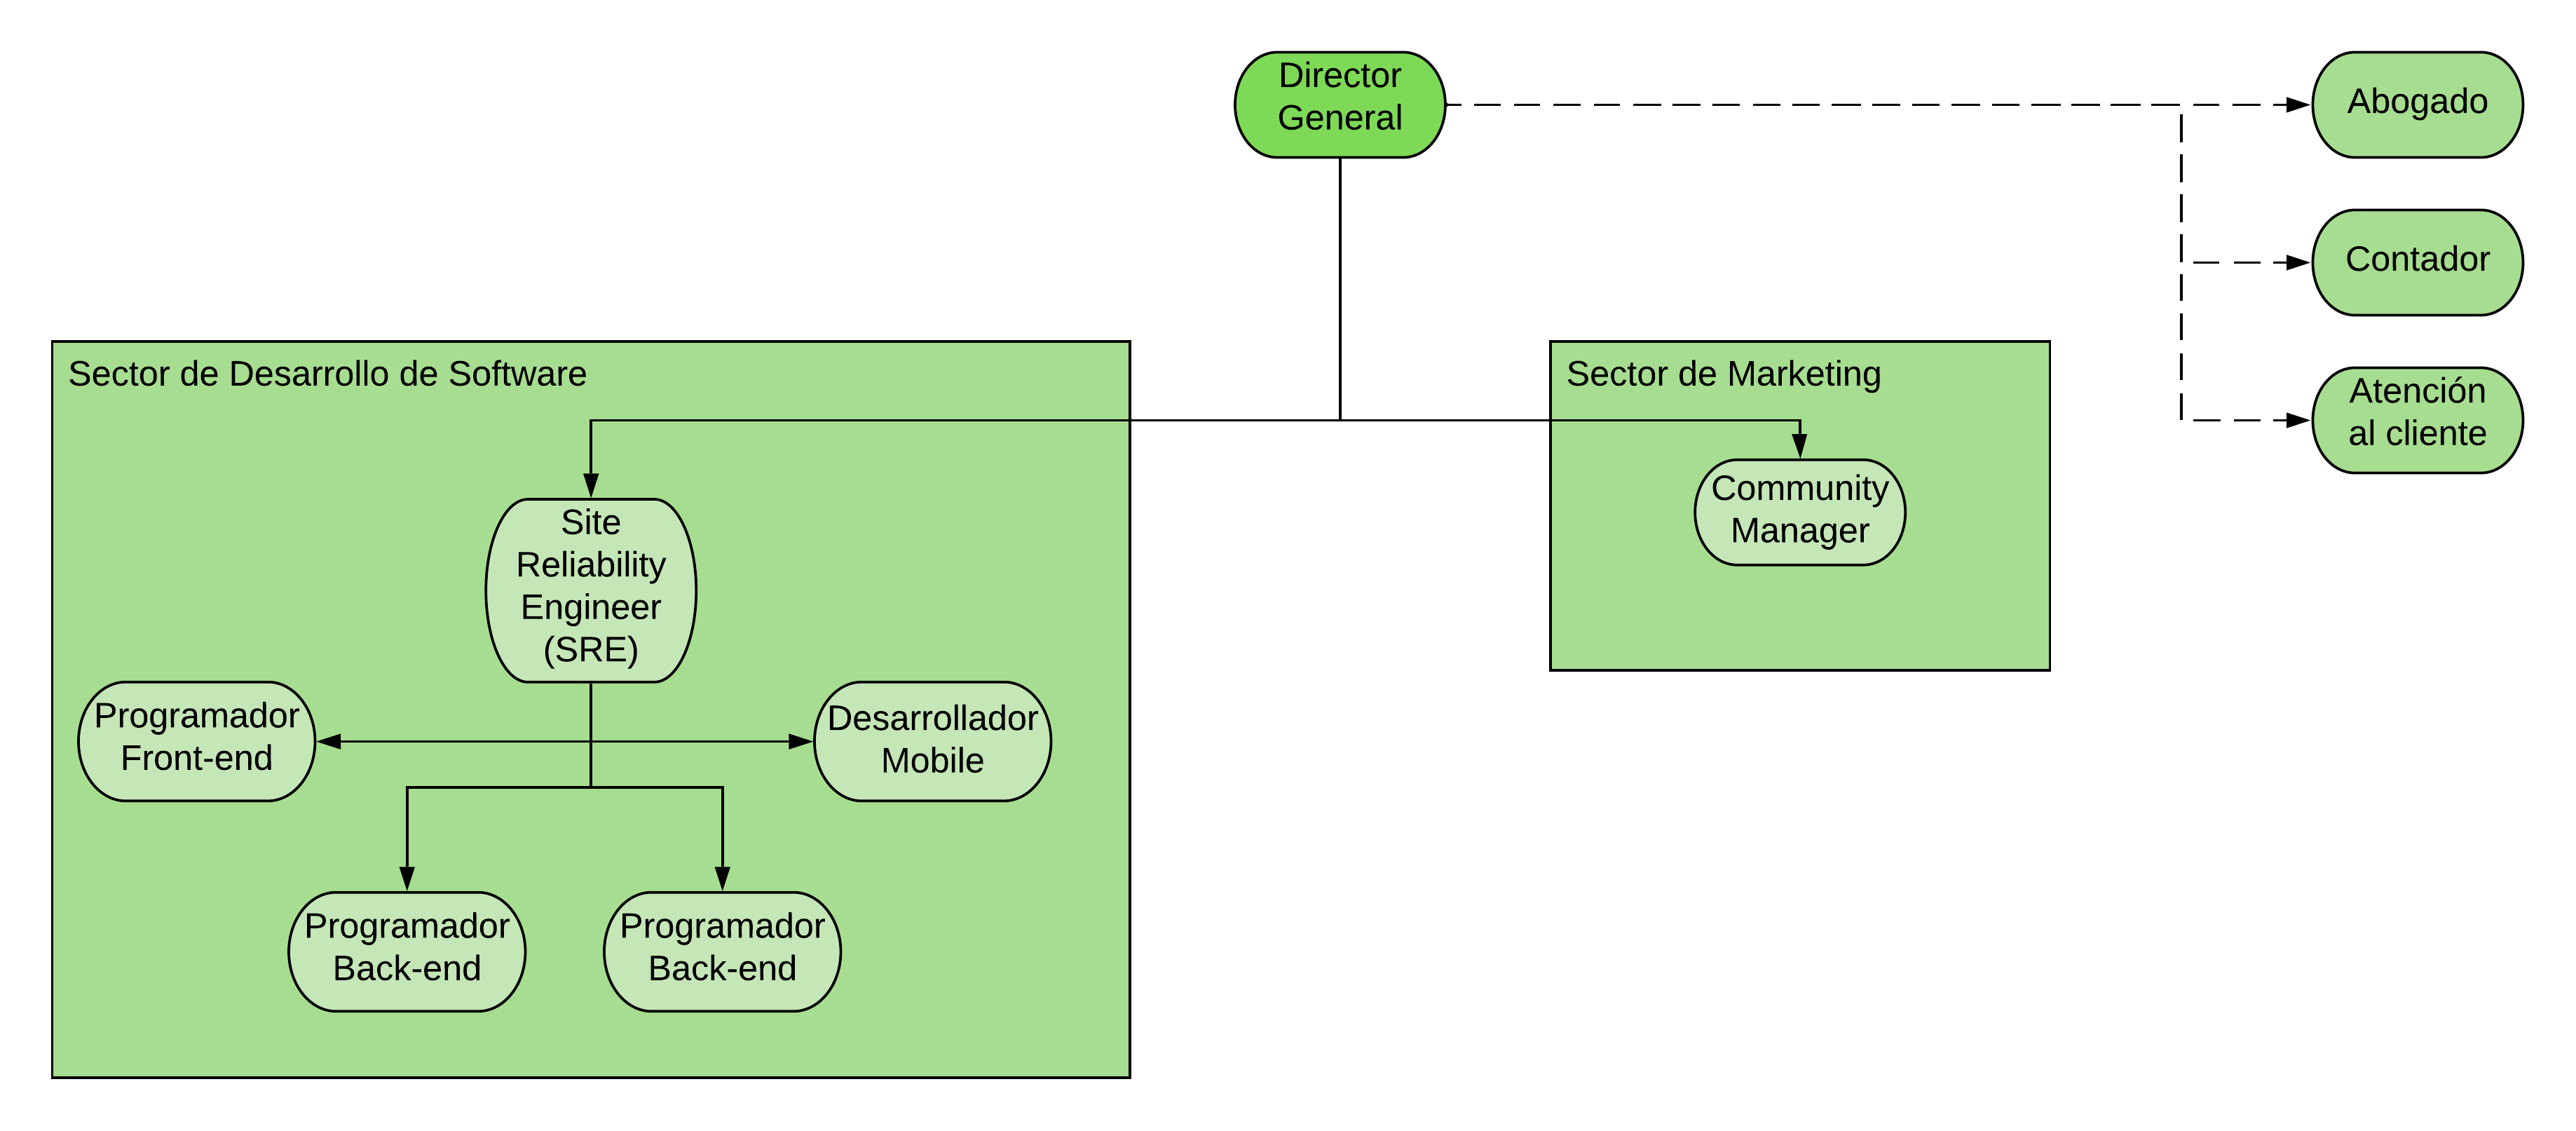 Director
General
Abogado
Contador
Atención
al cliente
Sector de Desarrollo de Software
Sector de Marketing
Site
Reliability
Engineer
(SRE)
Community
Manager
Programador
Front-end
Desarrollador
Mobile
Programador
Back-end
Programador
Back-end